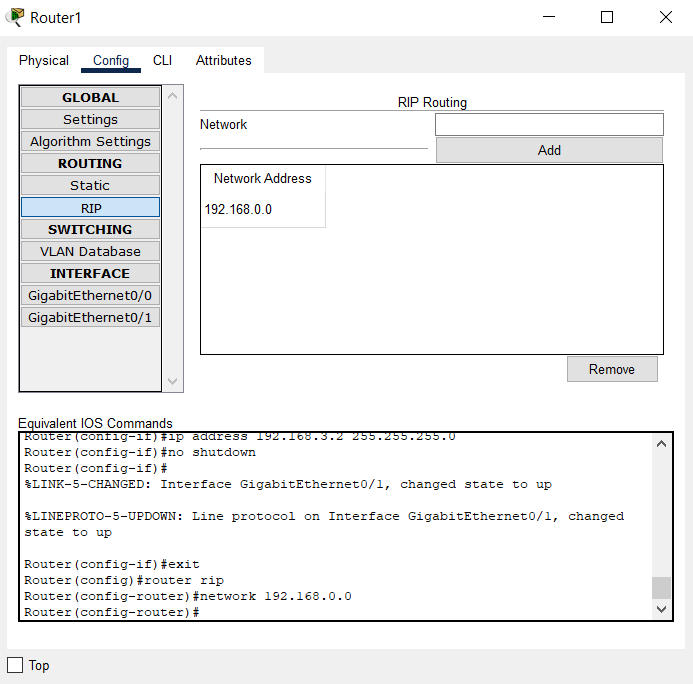 Router1
Physical Config CLI Attributes
GLOBAL
Settings
Algorithm Settings
ROUTING
Static
RIP
SWITCHING
VLAN Database
INTERFACE
GigabitEthernet0/0
GigabitEthernet0/1
RIP Routing
Network
Add
Network Address
192.168.0.0
Remove
Equivalent IOS Commands
Router(config-if)#ip address 192.168.3.2 255.255.255.0
Router(config-if)#no shutdown
Router(config-if)#
%LINK-5-CHANGED: Interface GigabitEthernet0/1, changed state to up
%LINEPROTO-5-UPDOWN: Line protocol on Interface GigabitEthernet0/1, changed
state to up
Router(config-if)#exit
Router(config)#router rip
Router(config-router)#network 192.168.0.0
Router(config-router)#
Top